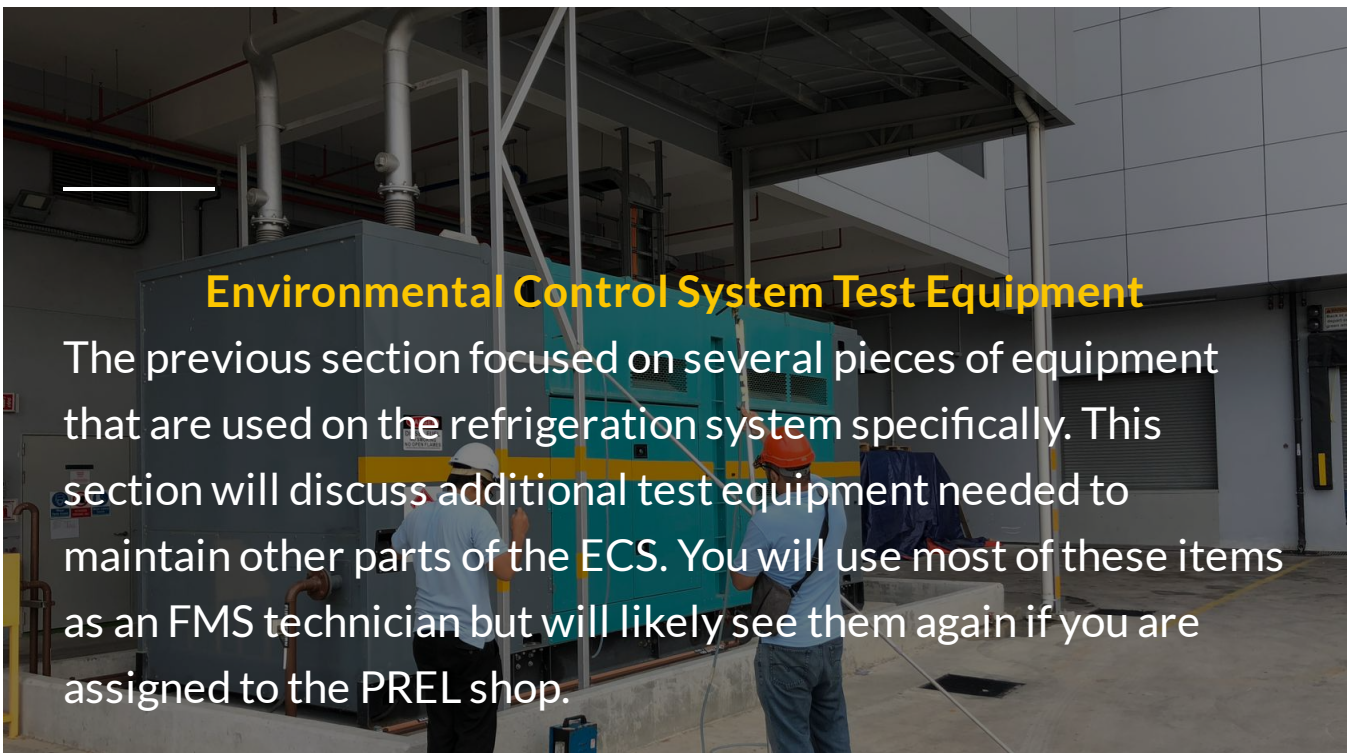 Environmental Control System Test Equipment
The previous section focused on several pieces of equipment
that are used on the refrigeration system specifically. This
section will discuss additional test equipment needed to
maintain other parts of the ECS. You will use most of these items
as an FMS technician but will likely see them again if you are
assigned to the PREL shop.